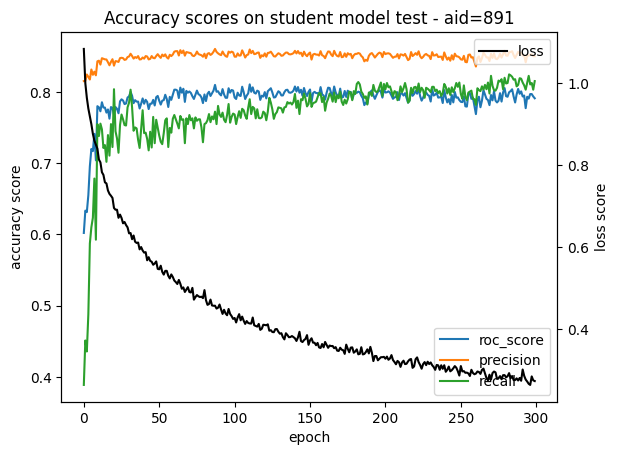 Accuracy scores on student model test - aid=891
loss
accuracy score
0.8
0.7
0.6
0.5
0.4
1.0
0.8
0.6
0.4
loss score
roc_score
precision
recall
0 50 100 150 200 250 300
epoch